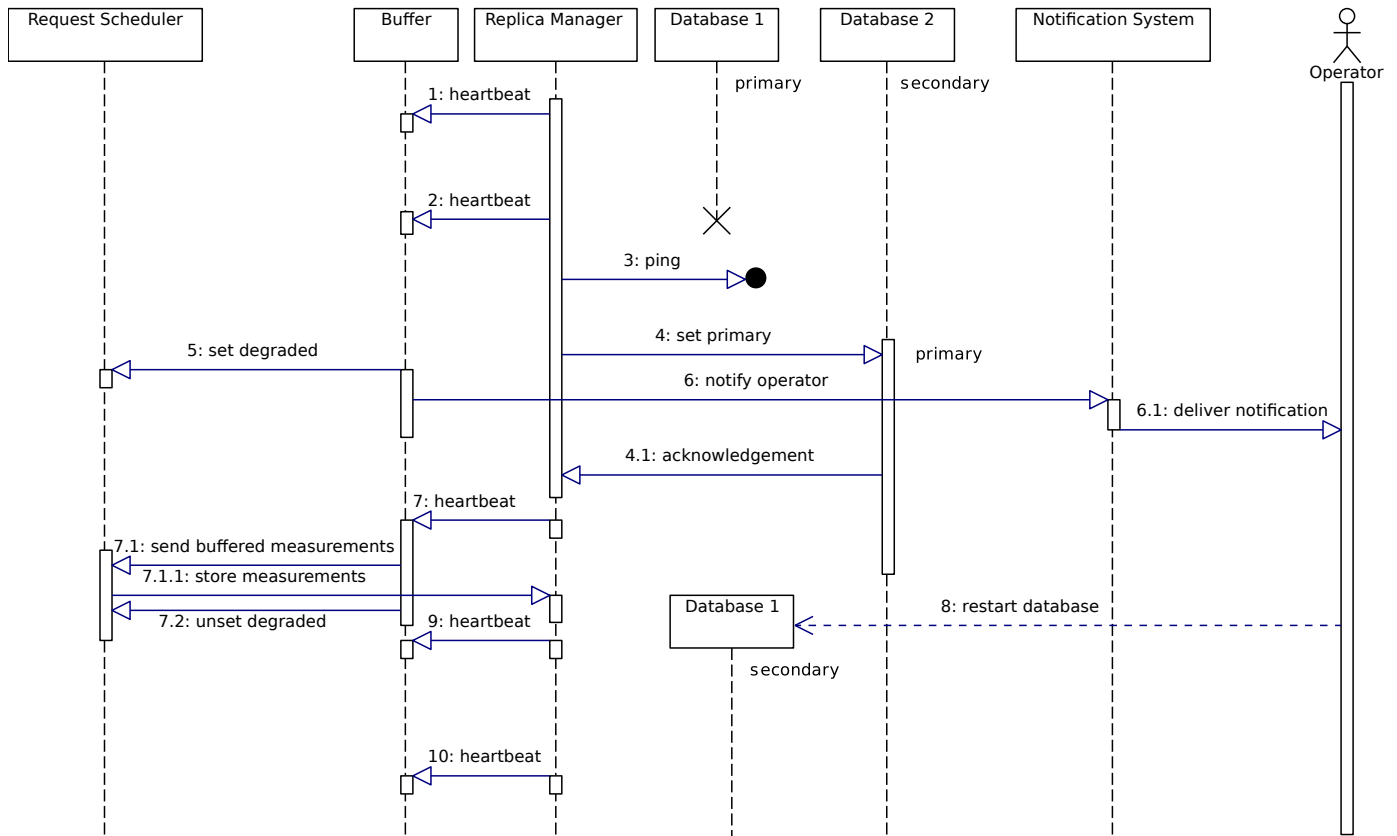 Request Scheduler
Buffer
Replica Manager
Database 1
Database 2
Notification System
Operator
primary
secondary
1: heartbeat
2: heartbeat
3: ping
4: set primary
primary
5: set degraded
6: notify operator
6.1: deliver notification
4.1: acknowledgement
7: heartbeat
7.1: send buffered measurements
7.1.1: store measurements
7.2: unset degraded
9: heartbeat
Database 1
8: restart database
secondary
10: heartbeat